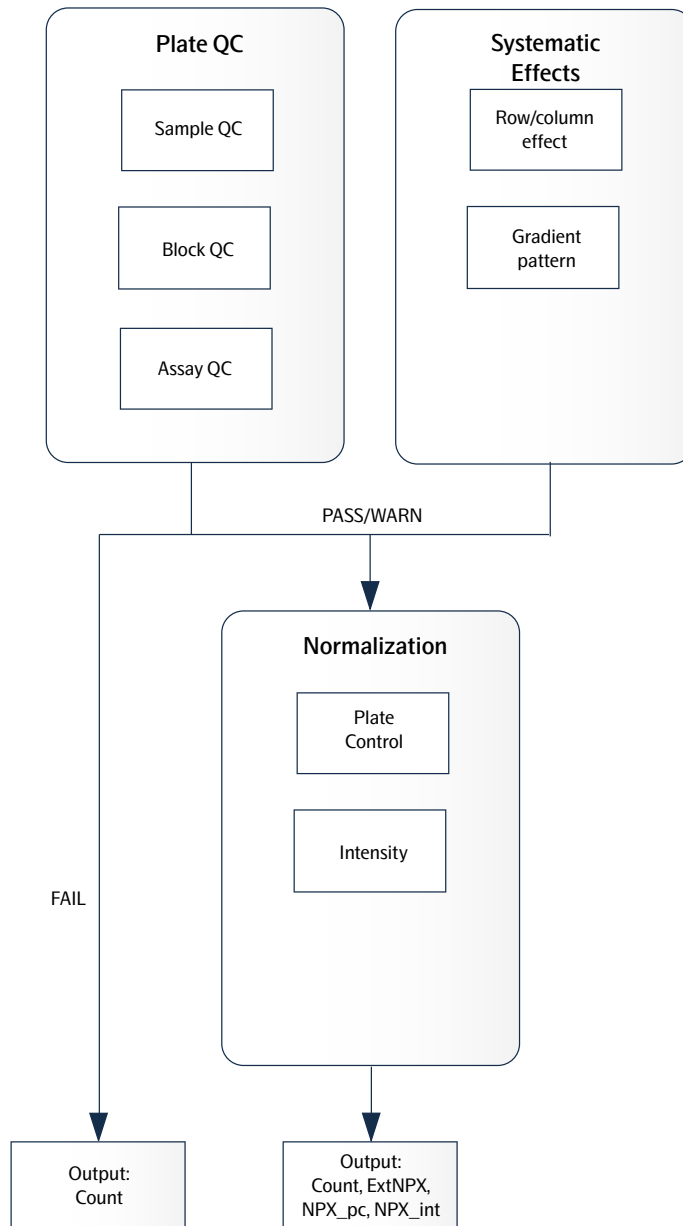 Plate QC
Sample QC
Block QC
Assay QC
Systematic
Effects
Row/column
effect
Gradient
pattern
PASS/WARN
Normalization
Plate
Control
Intensity
FAIL
Output:
Count
Output:
Count, ExtNPX,
NPX_pc, NPX_int